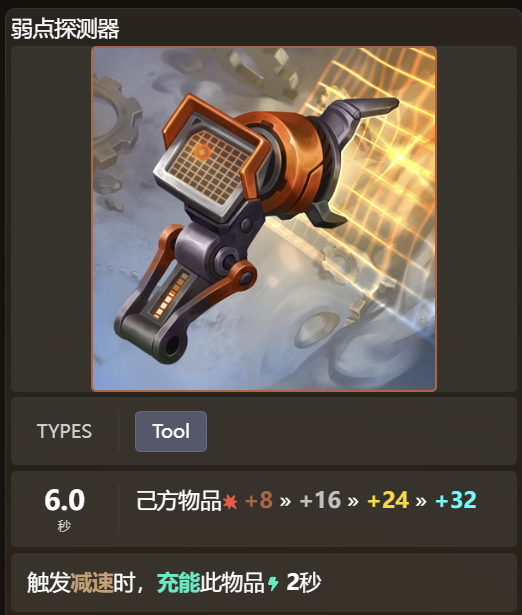 弱点探测器
TYPES Tool
6.0 己方物品 +8 » +16 » +24 » +32
秒
触发减速时，充能此物品 2秒